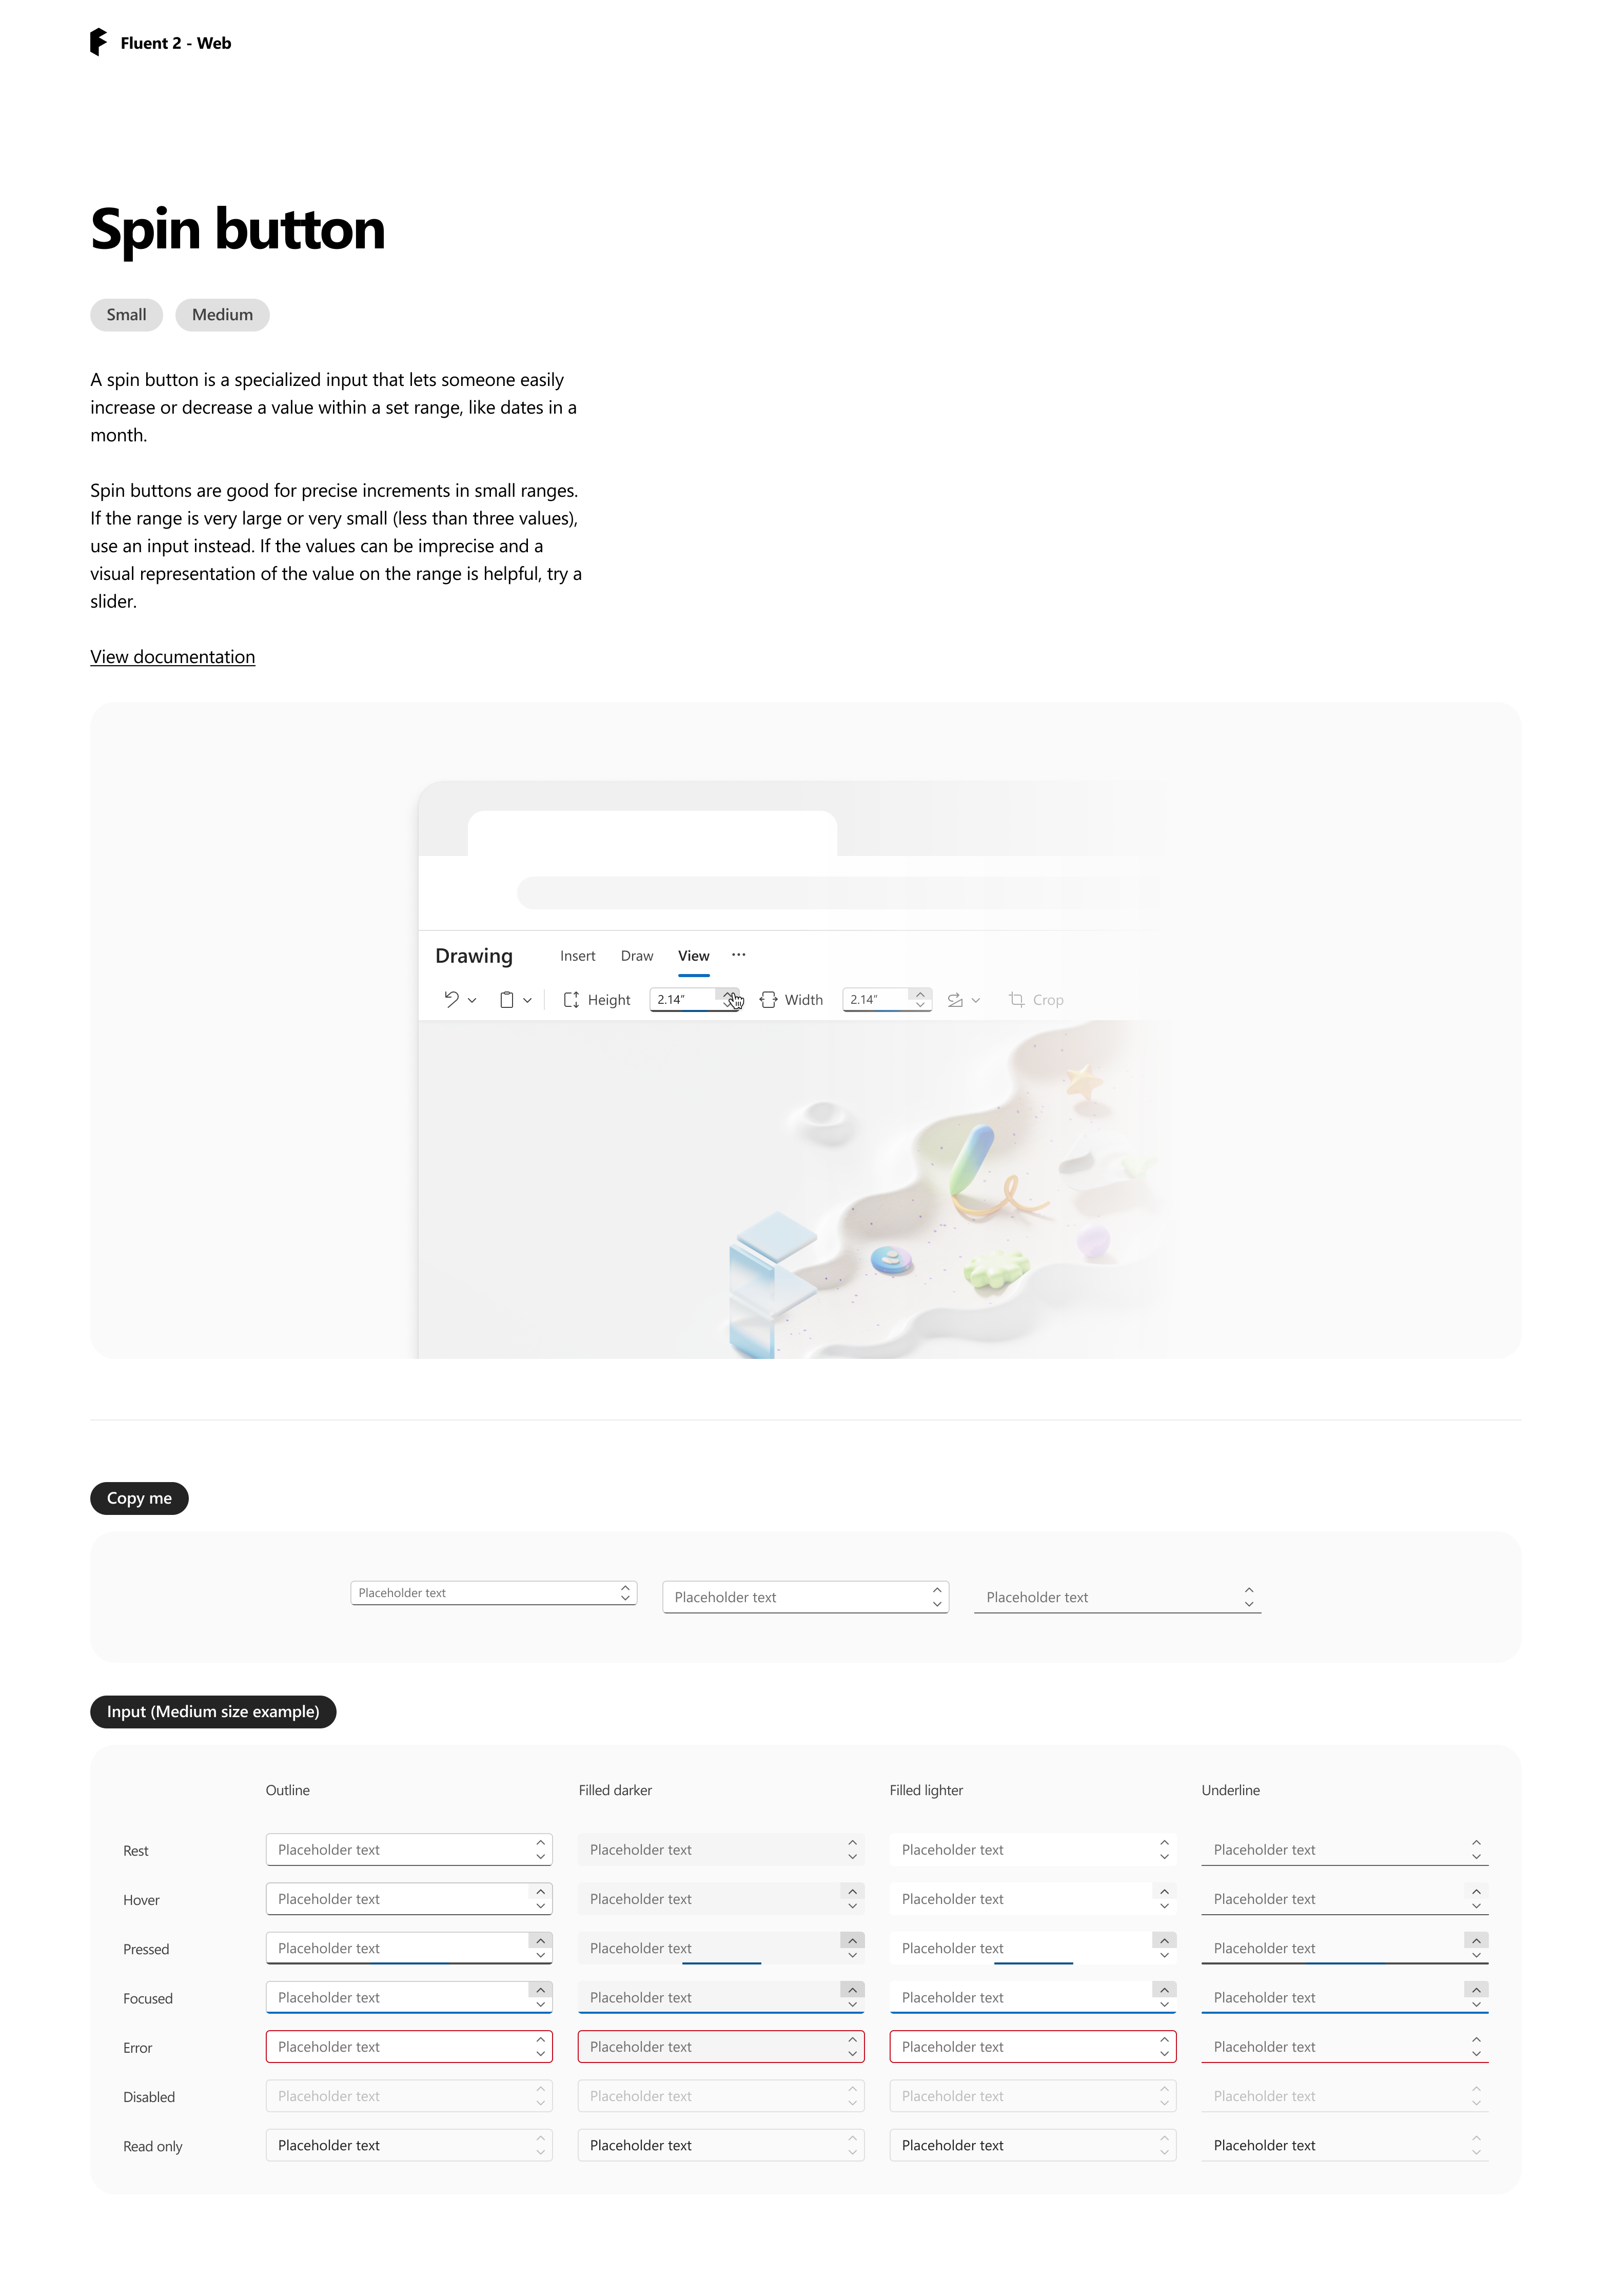 Fluent 2 - Web
Spin button
Small Medium
A spin button is a specialized input that lets someone easily
increase or decrease a value within a set range, like dates in a
month.
Spin buttons are good for precise increments in small ranges.
If the range is very large or very small (less than three values),
use an input instead. If the values can be imprecise and a
visual representation of the value on the range is helpful, try a
slider.
View documentation
Drawing Insert Draw View ···
Height 2.14" Width 2.14" Crop
Copy me
Placeholder text Placeholder text Placeholder text
Input (Medium size example)
Outline Filled darker Filled lighter Underline
Rest Placeholder text Placeholder text Placeholder text Placeholder text
Hover Placeholder text Placeholder text Placeholder text Placeholder text
Pressed Placeholder text Placeholder text Placeholder text Placeholder text
Focused Placeholder text Placeholder text Placeholder text Placeholder text
Error Placeholder text Placeholder text Placeholder text Placeholder text
Disabled Placeholder text Placeholder text Placeholder text Placeholder text
Read only Placeholder text Placeholder text Placeholder text Placeholder text